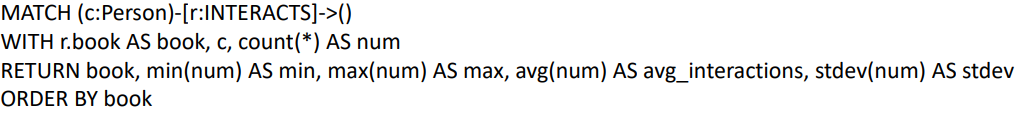 MATCH (c:Person)-[r:INTERACTS]->()
WITH r.book AS book, c, count(*) AS num
RETURN book, min(num) AS min, max(num) AS max, avg(num) AS avg_interactions, stdev(num) AS stdev
ORDER BY book